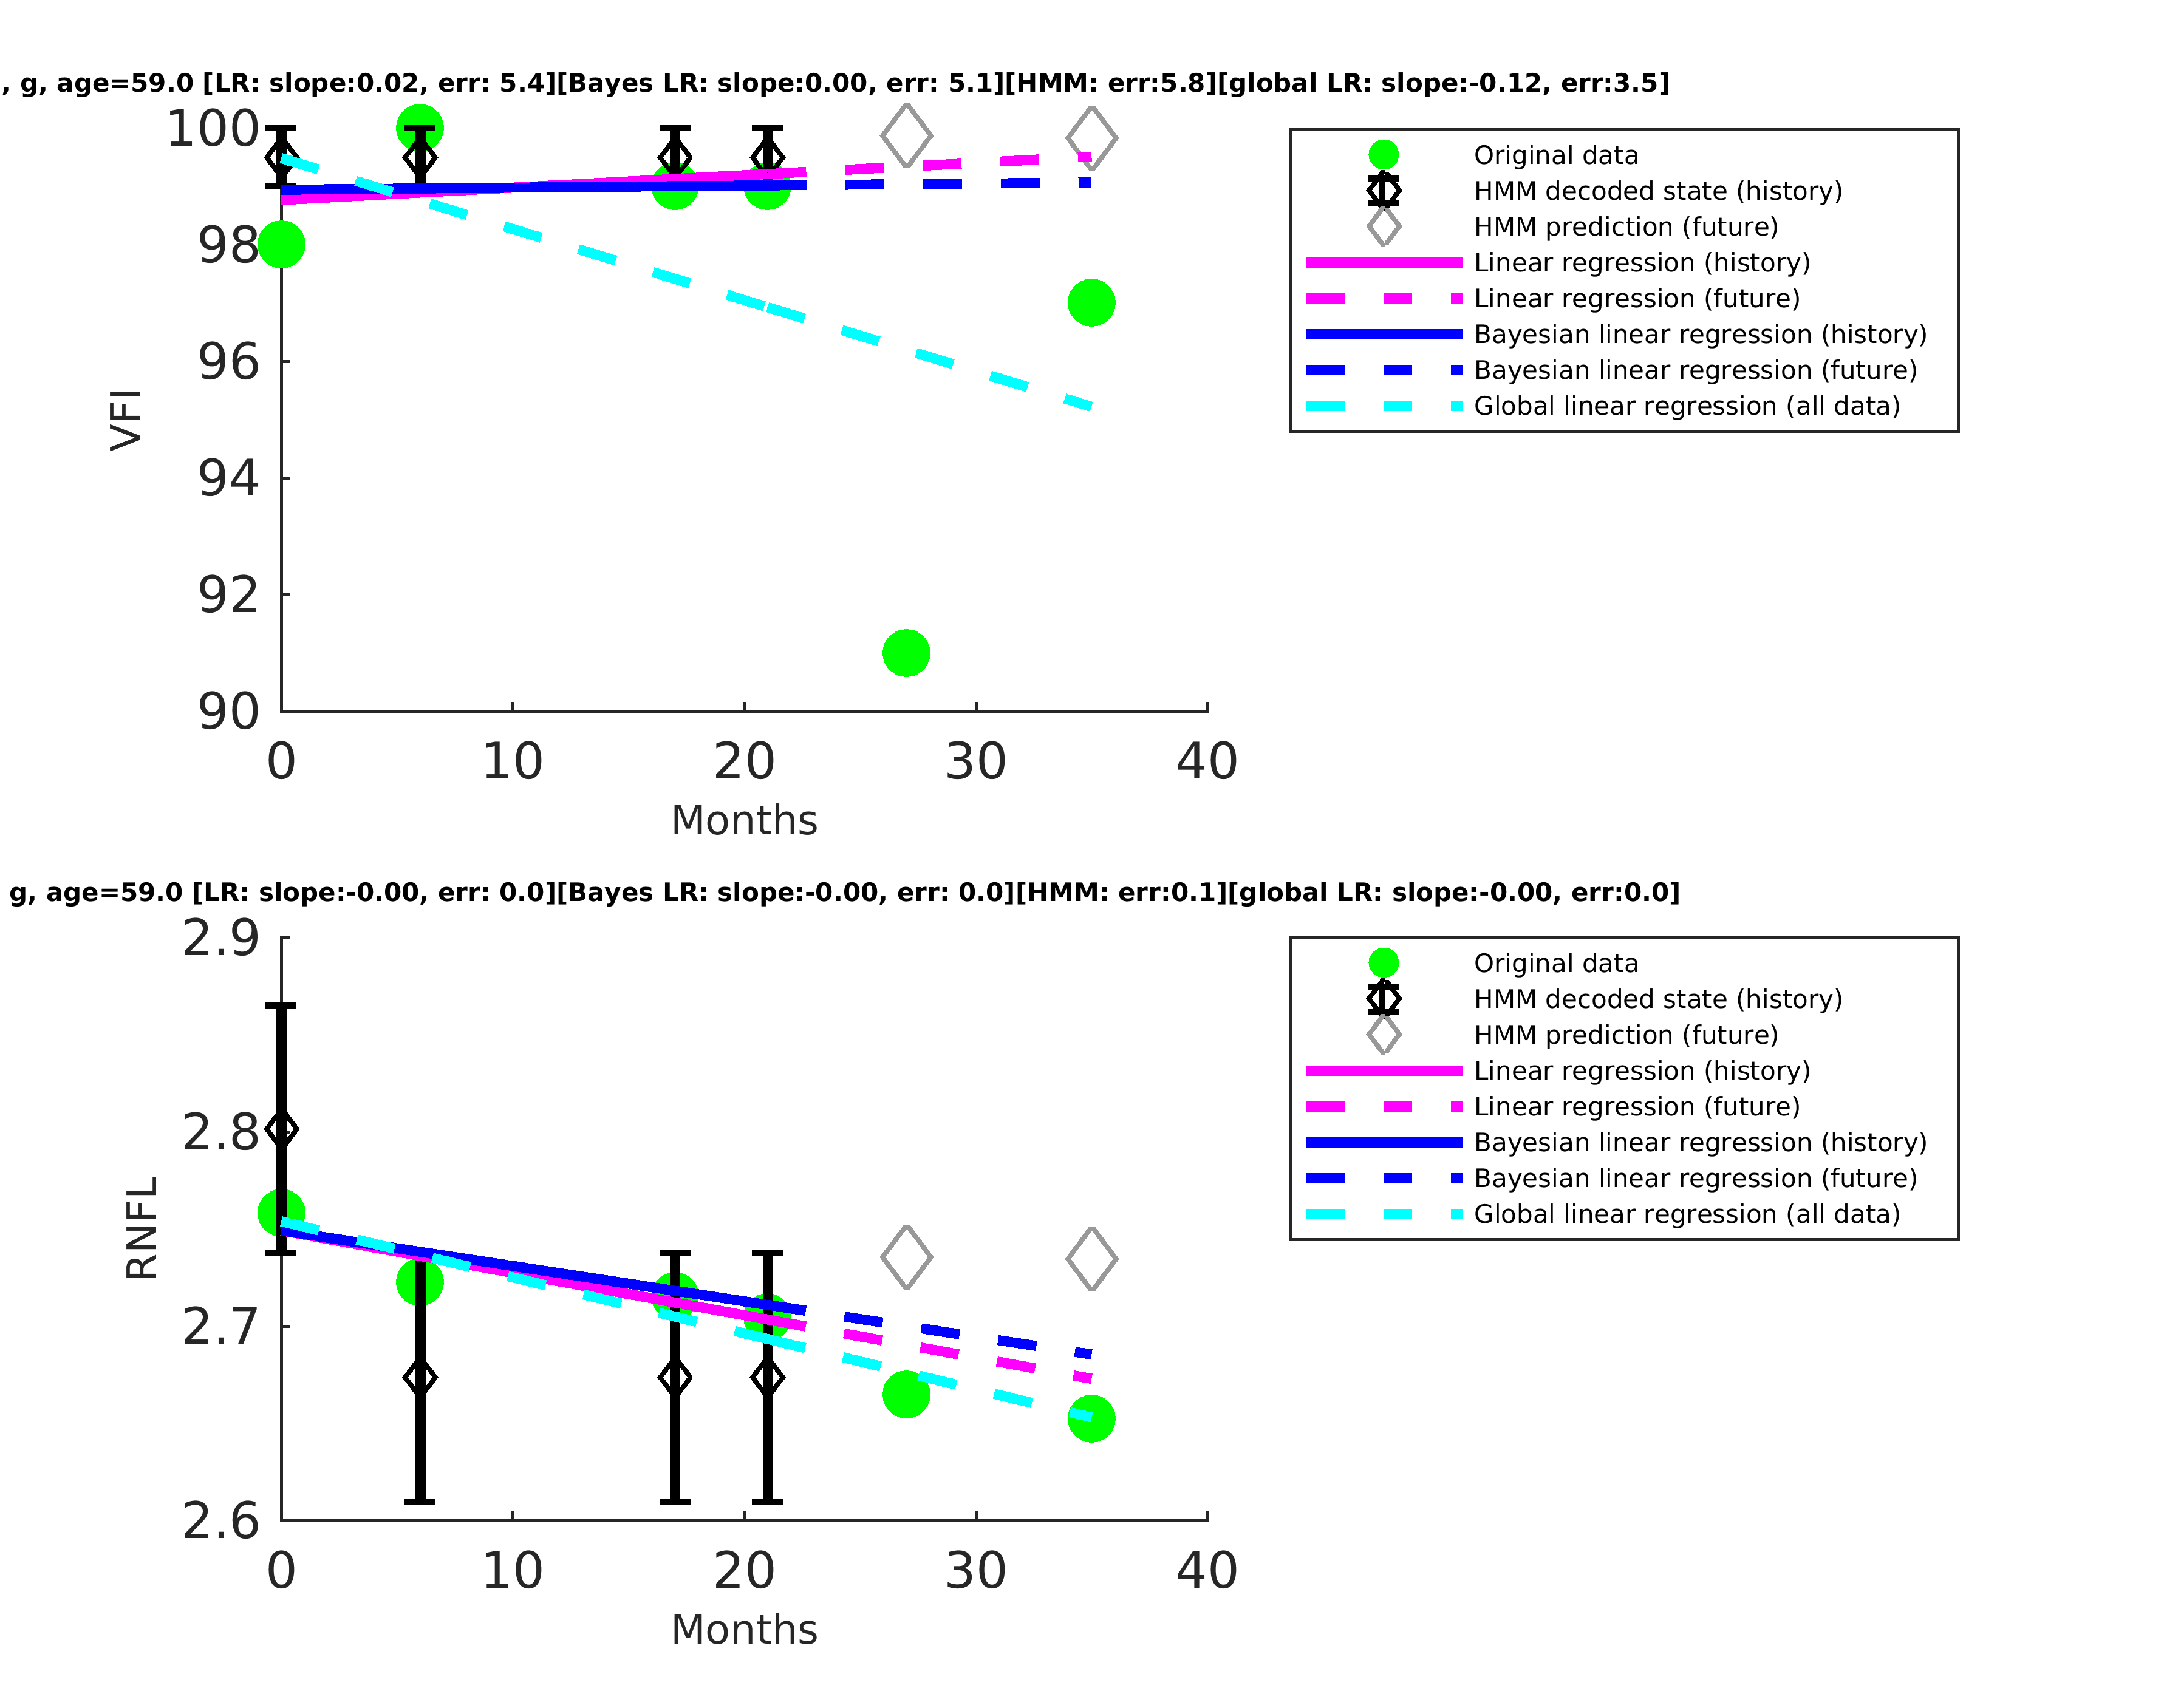 , g, age=59.0 [LR: slope:0.02, err: 5.4][Bayes LR: slope:0.00, err: 5.1][HMM: err:5.8][global LR: slope:-0.12, err:3.5]
100
98
96
94
92
90
VFI
0 10 20 30 40
Months
Original data
HMM decoded state (history)
HMM prediction (future)
Linear regression (history)
Linear regression (future)
Bayesian linear regression (history)
Bayesian linear regression (future)
Global linear regression (all data)
g, age=59.0 [LR: slope:-0.00, err: 0.0][Bayes LR: slope:-0.00, err: 0.0][HMM: err:0.1][global LR: slope:-0.00, err:0.0]
2.9
2.8
2.7
2.6
RNFL
0 10 20 30 40
Months
Original data
HMM decoded state (history)
HMM prediction (future)
Linear regression (history)
Linear regression (future)
Bayesian linear regression (history)
Bayesian linear regression (future)
Global linear regression (all data)